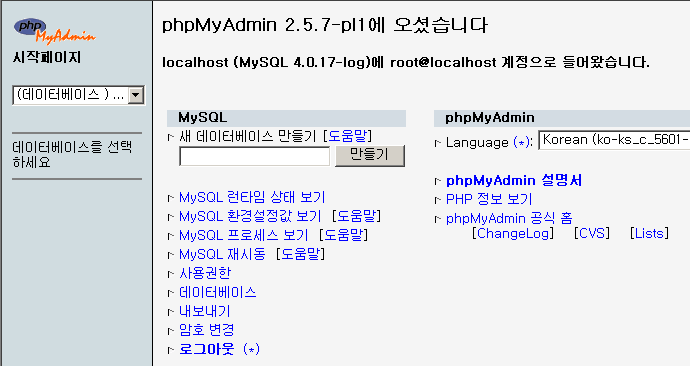 php
MyAdmin
시작페이지
(데이터베이스 ) ...
데이터베이스를 선택
하세요
phpMyAdmin 2.5.7-pl1에 오셨습니다
localhost (MySQL 4.0.17-log)에 root@localhost 계정으로 들어왔습니다.
MySQL
새 데이터베이스 만들기 [도움말]
만들기
MySQL 런타임 상태 보기
MySQL 환경설정값 보기 [도움말]
MySQL 프로세스 보기 [도움말]
MySQL 재시동 [도움말]
사용권한
데이터베이스
내보내기
암호 변경
로그아웃 (*)
phpMyAdmin
Language (*): Korean (ko-ks_c_5601-
phpMyAdmin 설명서
PHP 정보 보기
phpMyAdmin 공식 홈
[ChangeLog] [CVS] [Lists]